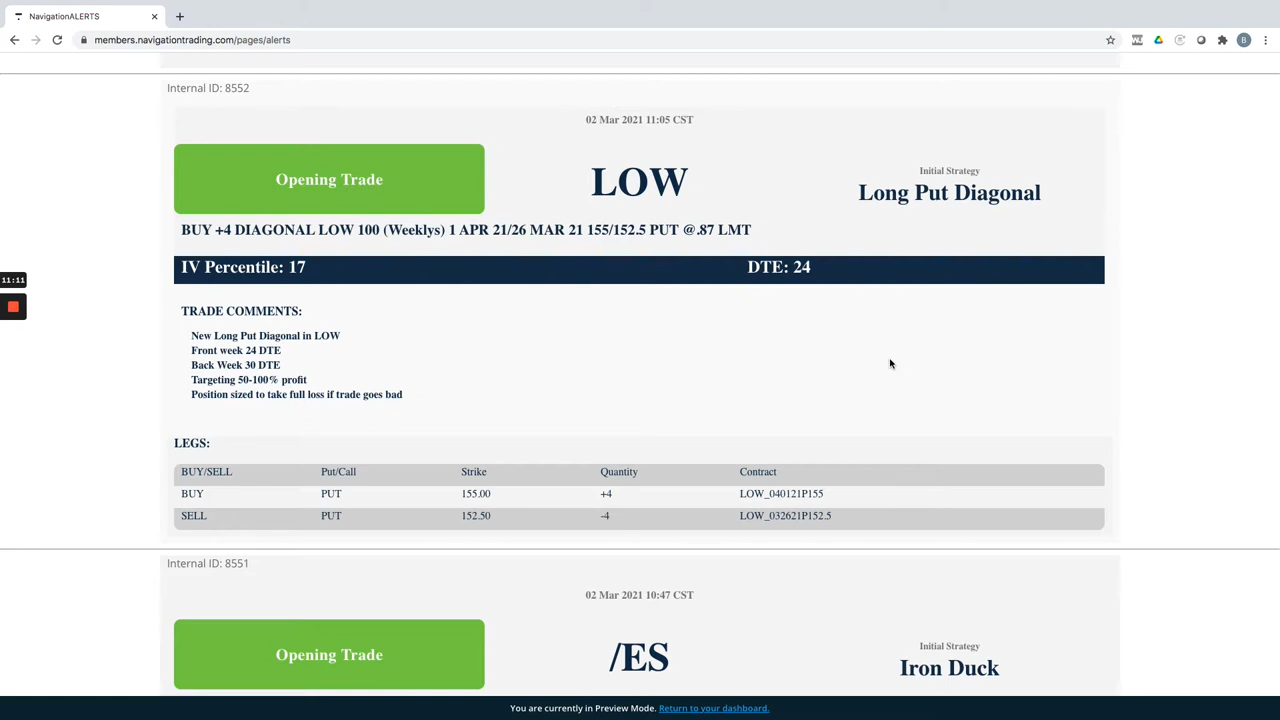 NavigationALERTS
members.navigationtrading.com/pages/alerts
B
Internal ID: 8552
02 Mar 2021 11:05 CST
Opening Trade
LOW
Initial Strategy
Long Put Diagonal
BUY +4 DIAGONAL LOW 100 (Weeklys) 1 APR 21/26 MAR 21 155/152.5 PUT @.87 LMT
IV Percentile: 17 DTE: 24
11:11
TRADE COMMENTS:
New Long Put Diagonal in LOW
Front week 24 DTE
Back Week 30 DTE
Targeting 50-100% profit
Position sized to take full loss if trade goes bad
LEGS:
BUY/SELL Put/Call Strike Quantity Contract
BUY PUT 155.00 +4 LOW_040121P155
SELL PUT 152.50 -4 LOW_032621P152.5
Internal ID: 8551
02 Mar 2021 10:47 CST
Opening Trade
/ES
Initial Strategy
Iron Duck
You are currently in Preview Mode. Return to your dashboard.